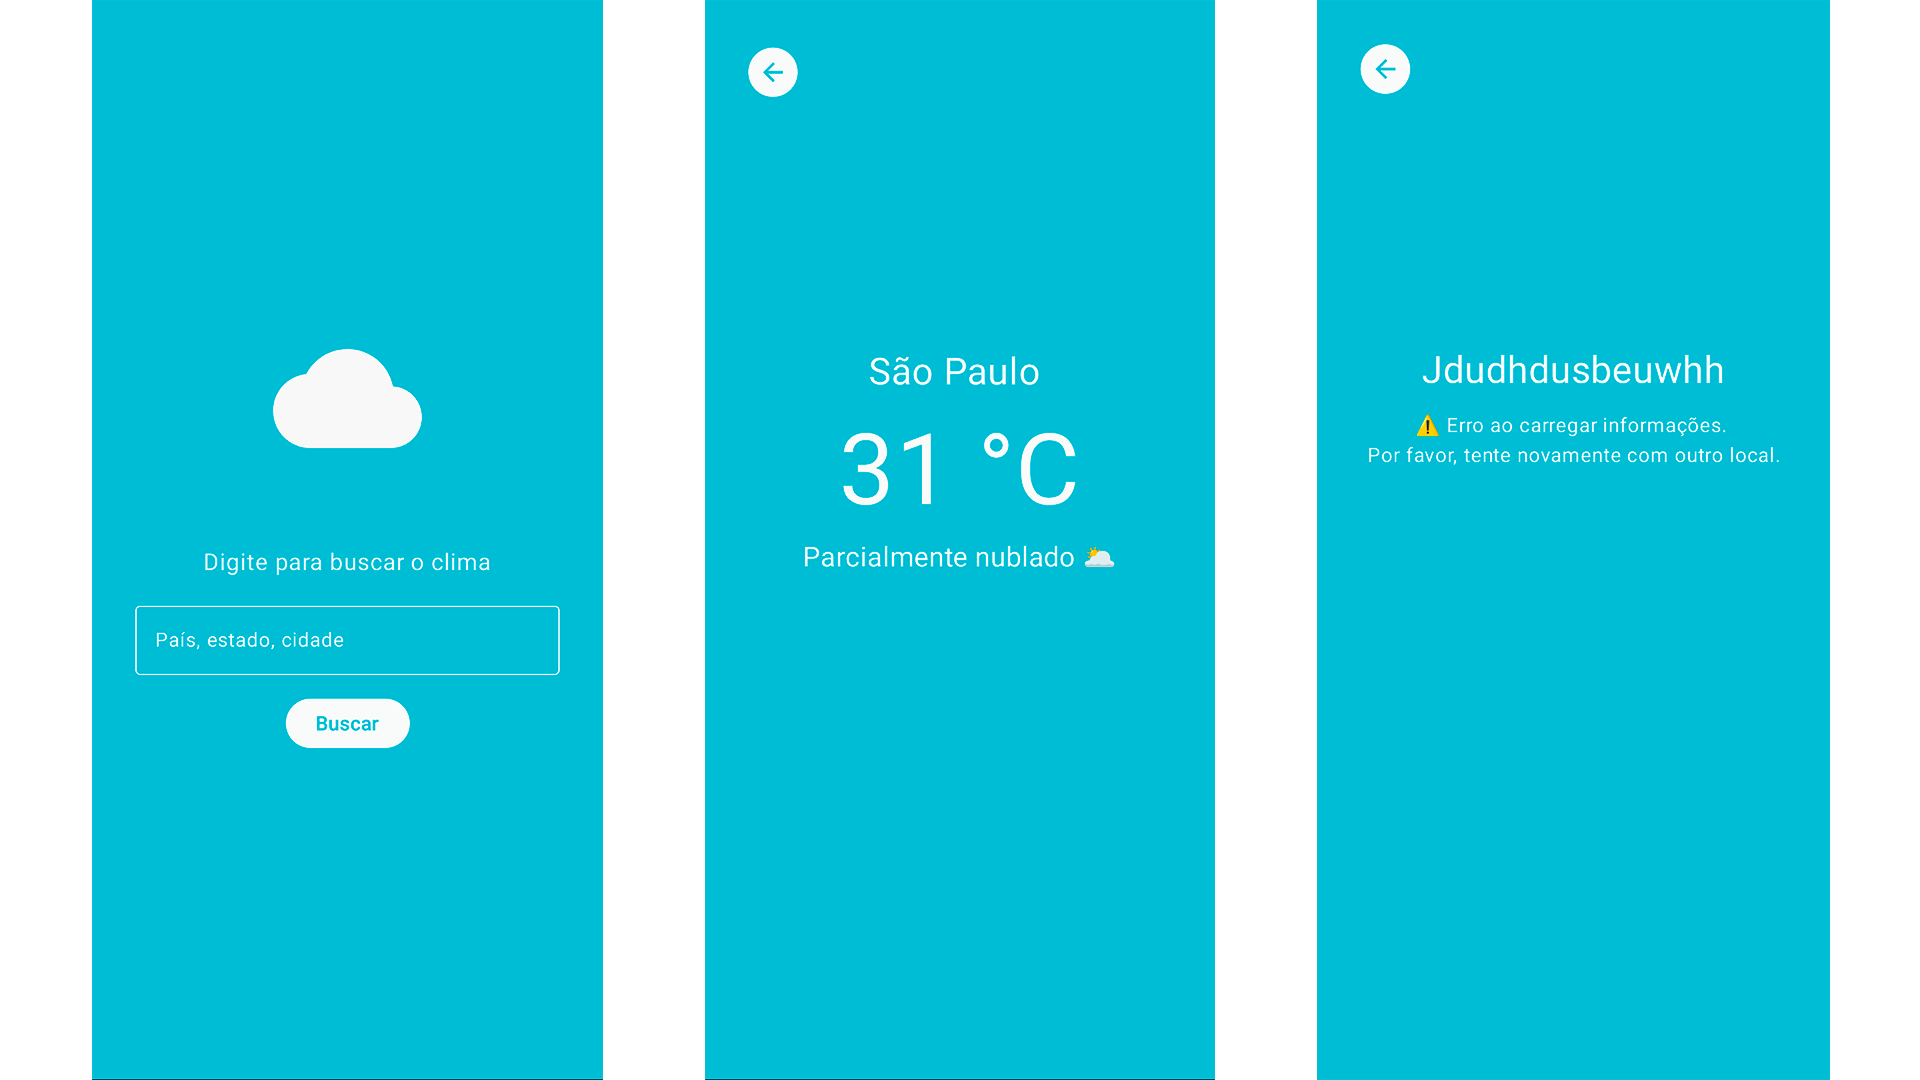 Digite para buscar o clima
País, estado, cidade
Buscar
São Paulo
31 °C
Parcialmente nublado 🌥️
Jdudhdusbeuwhh
⚠️ Erro ao carregar informações.
Por favor, tente novamente com outro local.